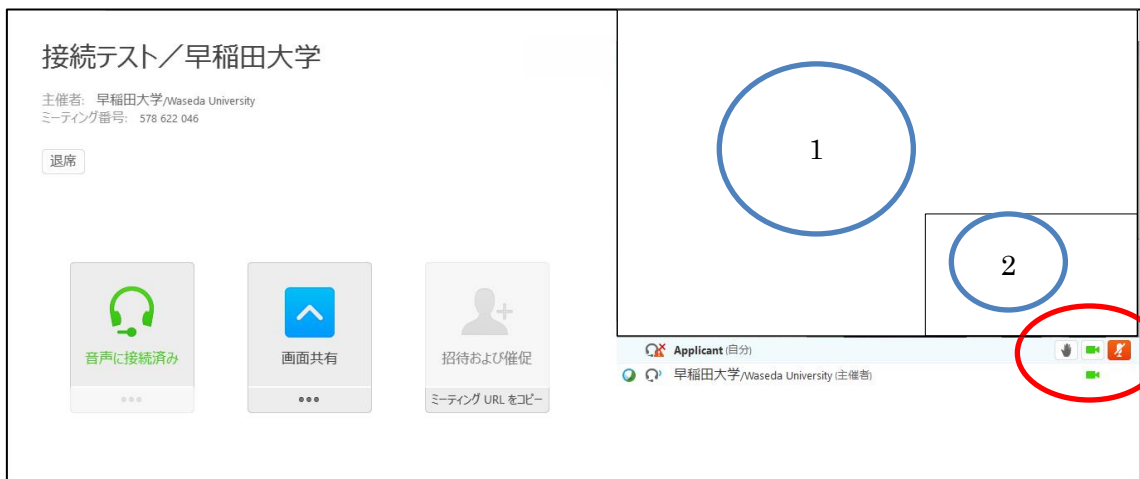 接続テスト／早稲田大学
主催者: 早稲田大学/Waseda University
ミーティング番号: 578 622 046
退席
音声に接続済み
画面共有
招待および催促
ミーティング URL をコピー
1
2
Applicant (自分)
早稲田大学/Waseda University (主催者)